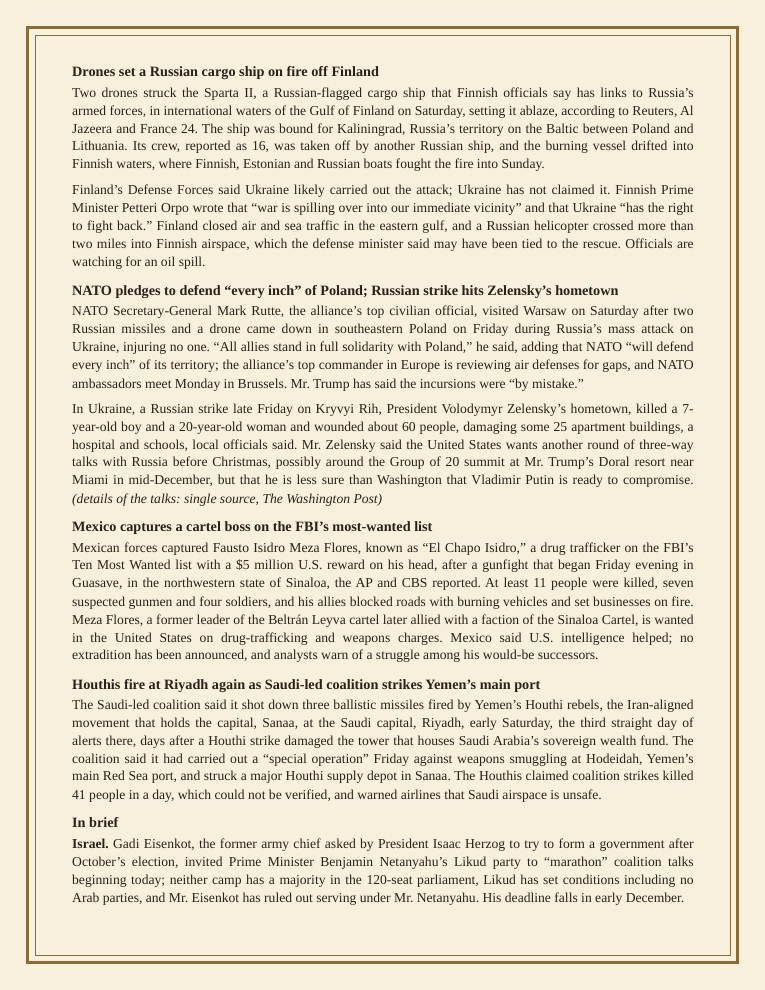 Drones set a Russian cargo ship on fire off Finland
Two drones struck the Sparta II, a Russian-flagged cargo ship that Finnish officials say has links to Russia’s
armed forces, in international waters of the Gulf of Finland on Saturday, setting it ablaze, according to Reuters, Al
Jazeera and France 24. The ship was bound for Kaliningrad, Russia’s territory on the Baltic between Poland and
Lithuania. Its crew, reported as 16, was taken off by another Russian ship, and the burning vessel drifted into
Finnish waters, where Finnish, Estonian and Russian boats fought the fire into Sunday.
Finland’s Defense Forces said Ukraine likely carried out the attack; Ukraine has not claimed it. Finnish Prime
Minister Petteri Orpo wrote that “war is spilling over into our immediate vicinity” and that Ukraine “has the right
to fight back.” Finland closed air and sea traffic in the eastern gulf, and a Russian helicopter crossed more than
two miles into Finnish airspace, which the defense minister said may have been tied to the rescue. Officials are
watching for an oil spill.
NATO pledges to defend “every inch” of Poland; Russian strike hits Zelensky’s hometown
NATO Secretary-General Mark Rutte, the alliance’s top civilian official, visited Warsaw on Saturday after two
Russian missiles and a drone came down in southeastern Poland on Friday during Russia’s mass attack on
Ukraine, injuring no one. “All allies stand in full solidarity with Poland,” he said, adding that NATO “will defend
every inch” of its territory; the alliance’s top commander in Europe is reviewing air defenses for gaps, and NATO
ambassadors meet Monday in Brussels. Mr. Trump has said the incursions were “by mistake.”
In Ukraine, a Russian strike late Friday on Kryvyi Rih, President Volodymyr Zelensky’s hometown, killed a 7-
year-old boy and a 20-year-old woman and wounded about 60 people, damaging some 25 apartment buildings, a
hospital and schools, local officials said. Mr. Zelensky said the United States wants another round of three-way
talks with Russia before Christmas, possibly around the Group of 20 summit at Mr. Trump’s Doral resort near
Miami in mid-December, but that he is less sure than Washington that Vladimir Putin is ready to compromise.
(details of the talks: single source, The Washington Post)
Mexico captures a cartel boss on the FBI’s most-wanted list
Mexican forces captured Fausto Isidro Meza Flores, known as “El Chapo Isidro,” a drug trafficker on the FBI’s
Ten Most Wanted list with a $5 million U.S. reward on his head, after a gunfight that began Friday evening in
Guasave, in the northwestern state of Sinaloa, the AP and CBS reported. At least 11 people were killed, seven
suspected gunmen and four soldiers, and his allies blocked roads with burning vehicles and set businesses on fire.
Meza Flores, a former leader of the Beltrán Leyva cartel later allied with a faction of the Sinaloa Cartel, is wanted
in the United States on drug-trafficking and weapons charges. Mexico said U.S. intelligence helped; no
extradition has been announced, and analysts warn of a struggle among his would-be successors.
Houthis fire at Riyadh again as Saudi-led coalition strikes Yemen’s main port
The Saudi-led coalition said it shot down three ballistic missiles fired by Yemen’s Houthi rebels, the Iran-aligned
movement that holds the capital, Sanaa, at the Saudi capital, Riyadh, early Saturday, the third straight day of
alerts there, days after a Houthi strike damaged the tower that houses Saudi Arabia’s sovereign wealth fund. The
coalition said it had carried out a “special operation” Friday against weapons smuggling at Hodeidah, Yemen’s
main Red Sea port, and struck a major Houthi supply depot in Sanaa. The Houthis claimed coalition strikes killed
41 people in a day, which could not be verified, and warned airlines that Saudi airspace is unsafe.
In brief
Israel. Gadi Eisenkot, the former army chief asked by President Isaac Herzog to try to form a government after
October’s election, invited Prime Minister Benjamin Netanyahu’s Likud party to “marathon” coalition talks
beginning today; neither camp has a majority in the 120-seat parliament, Likud has set conditions including no
Arab parties, and Mr. Eisenkot has ruled out serving under Mr. Netanyahu. His deadline falls in early December.